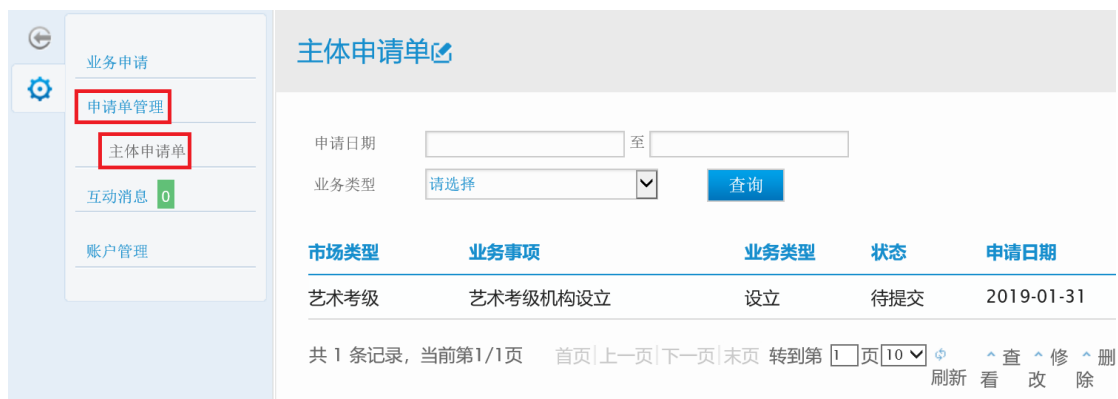 业务申请
申请单管理
主体申请单
互动消息 0
账户管理
主体申请单
申请日期 至
业务类型 请选择 查询
市场类型 业务事项 业务类型 状态 申请日期
艺术考级 艺术考级机构设立 设立 待提交 2019-01-31
共 1 条记录，当前第1/1页 首页|上一页|下一页|末页 转到第 1 页 10 刷新 查看 修改 删除